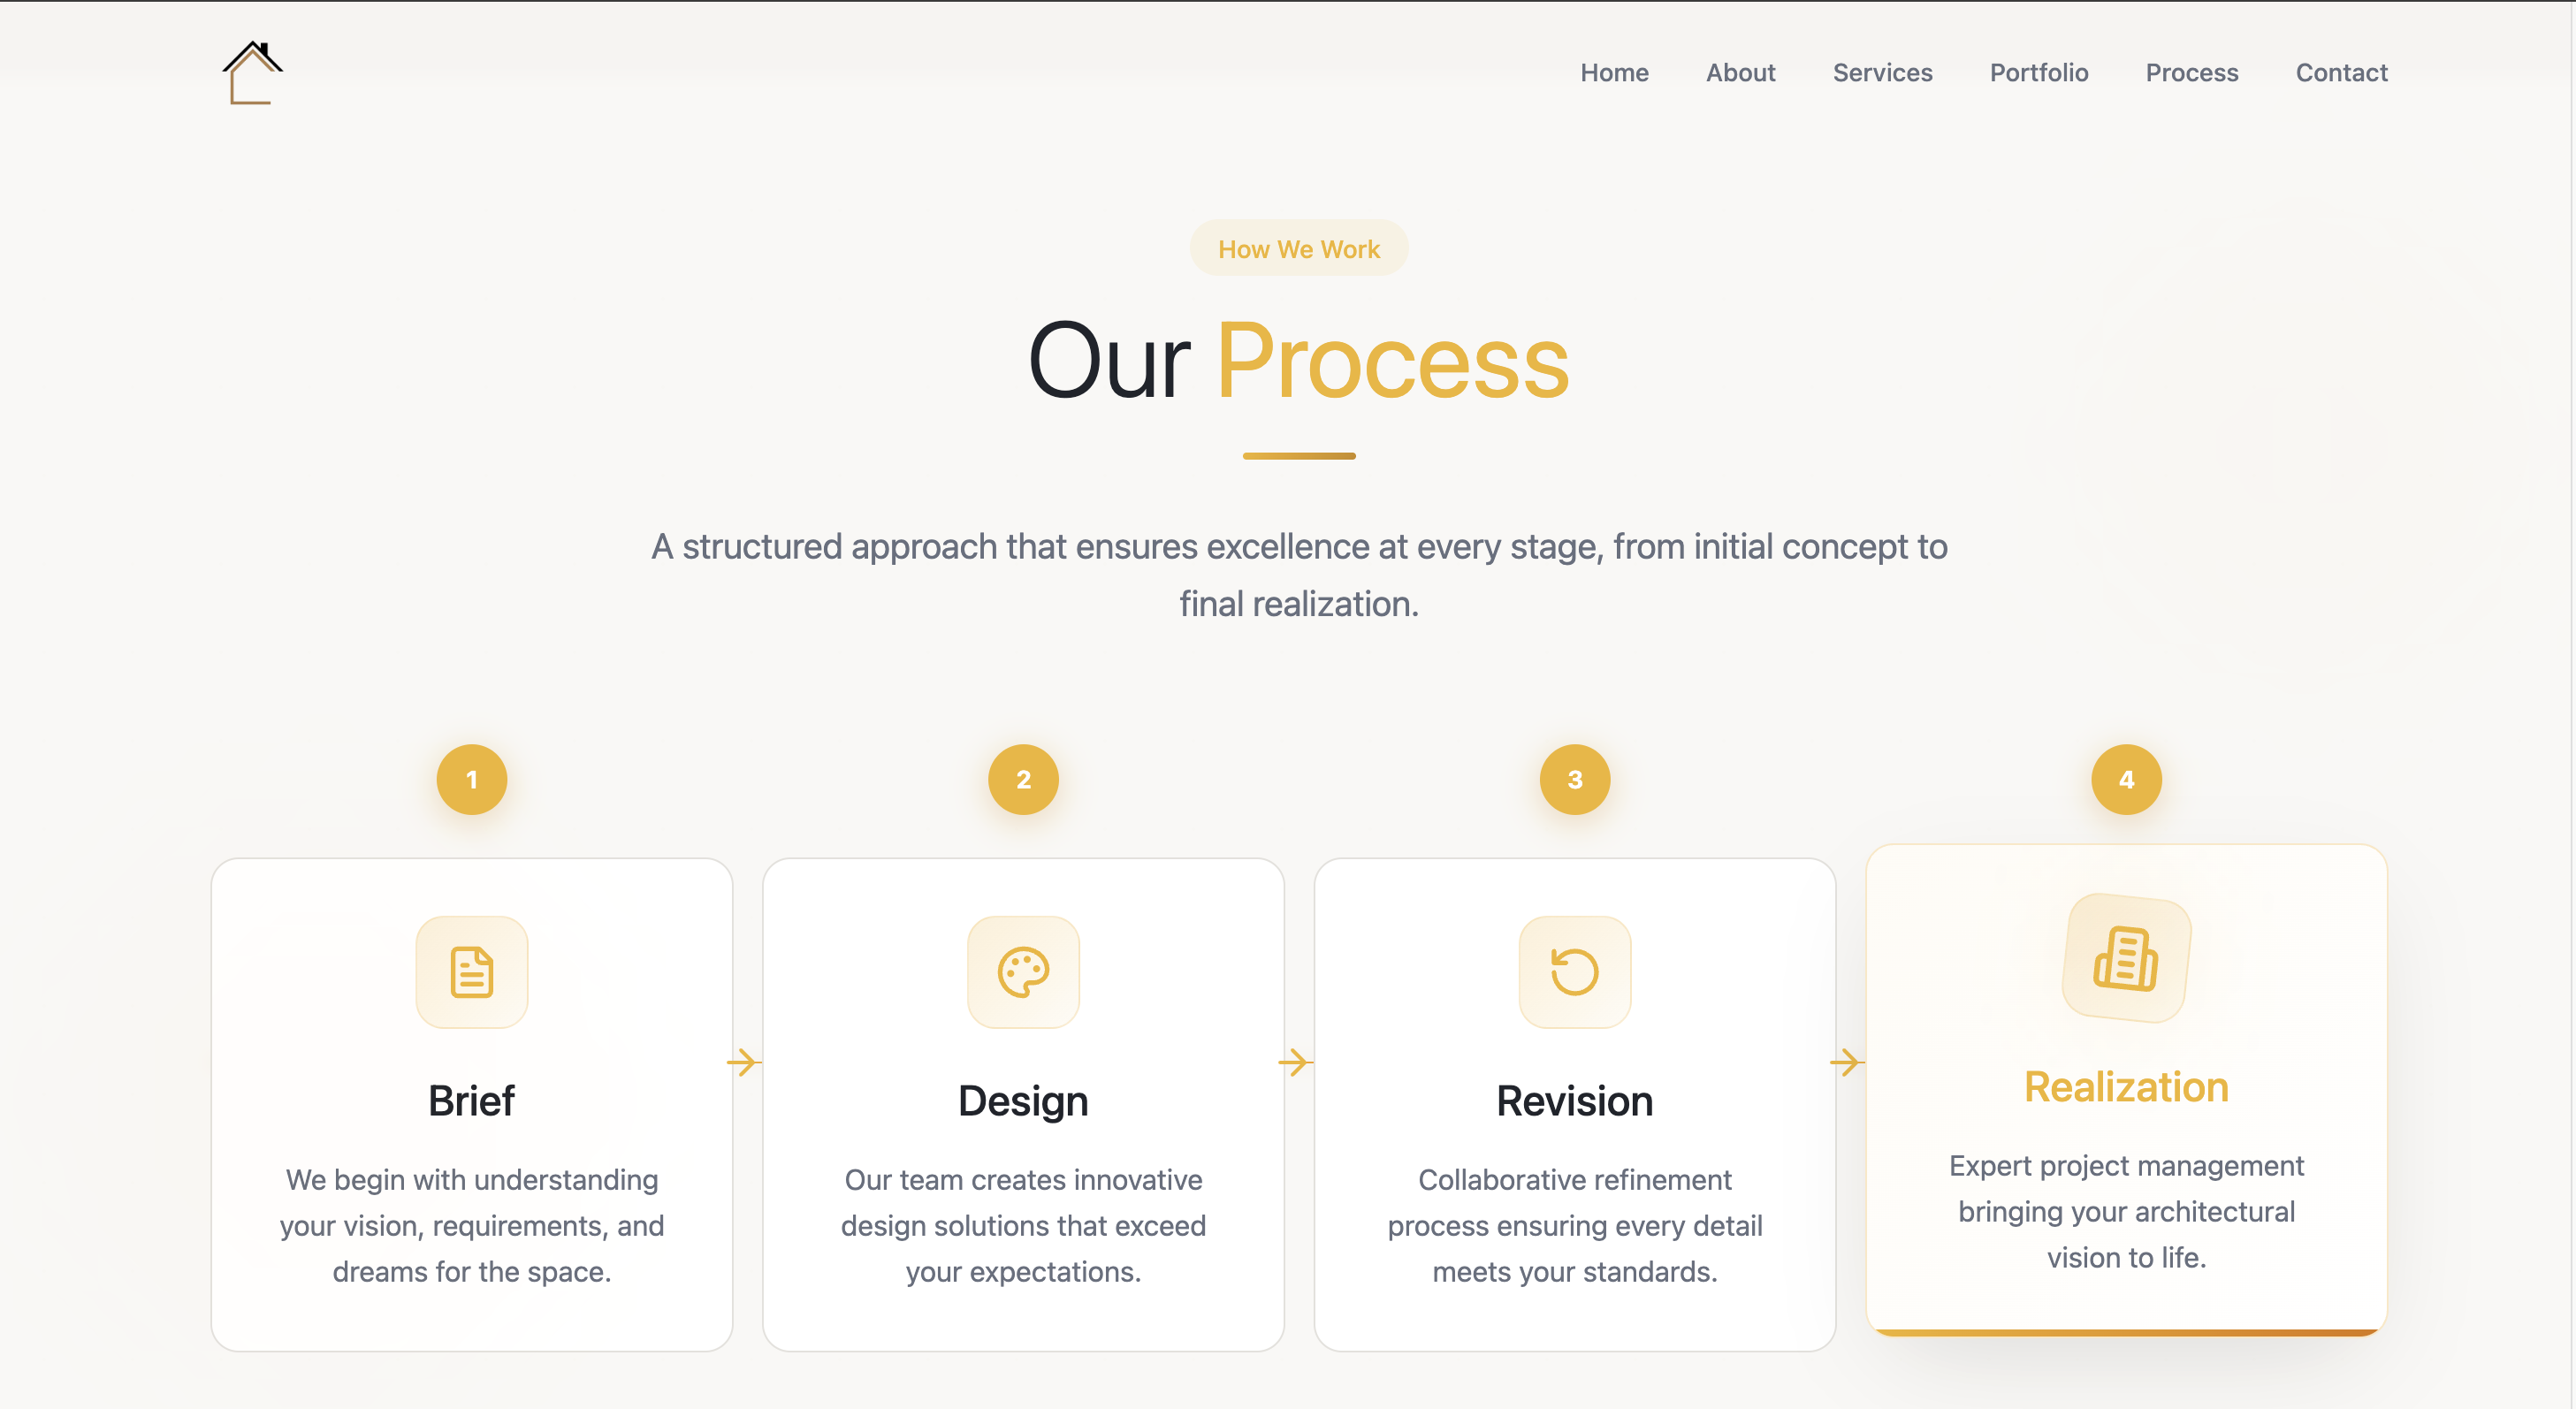 Home
About
Services
Portfolio
Process
Contact
How We Work
Our Process
A structured approach that ensures excellence at every stage, from initial concept to
final realization.
1
Brief
We begin with understanding
your vision, requirements, and
dreams for the space.
2
Design
Our team creates innovative
design solutions that exceed
your expectations.
3
Revision
Collaborative refinement
process ensuring every detail
meets your standards.
4
Realization
Expert project management
bringing your architectural
vision to life.